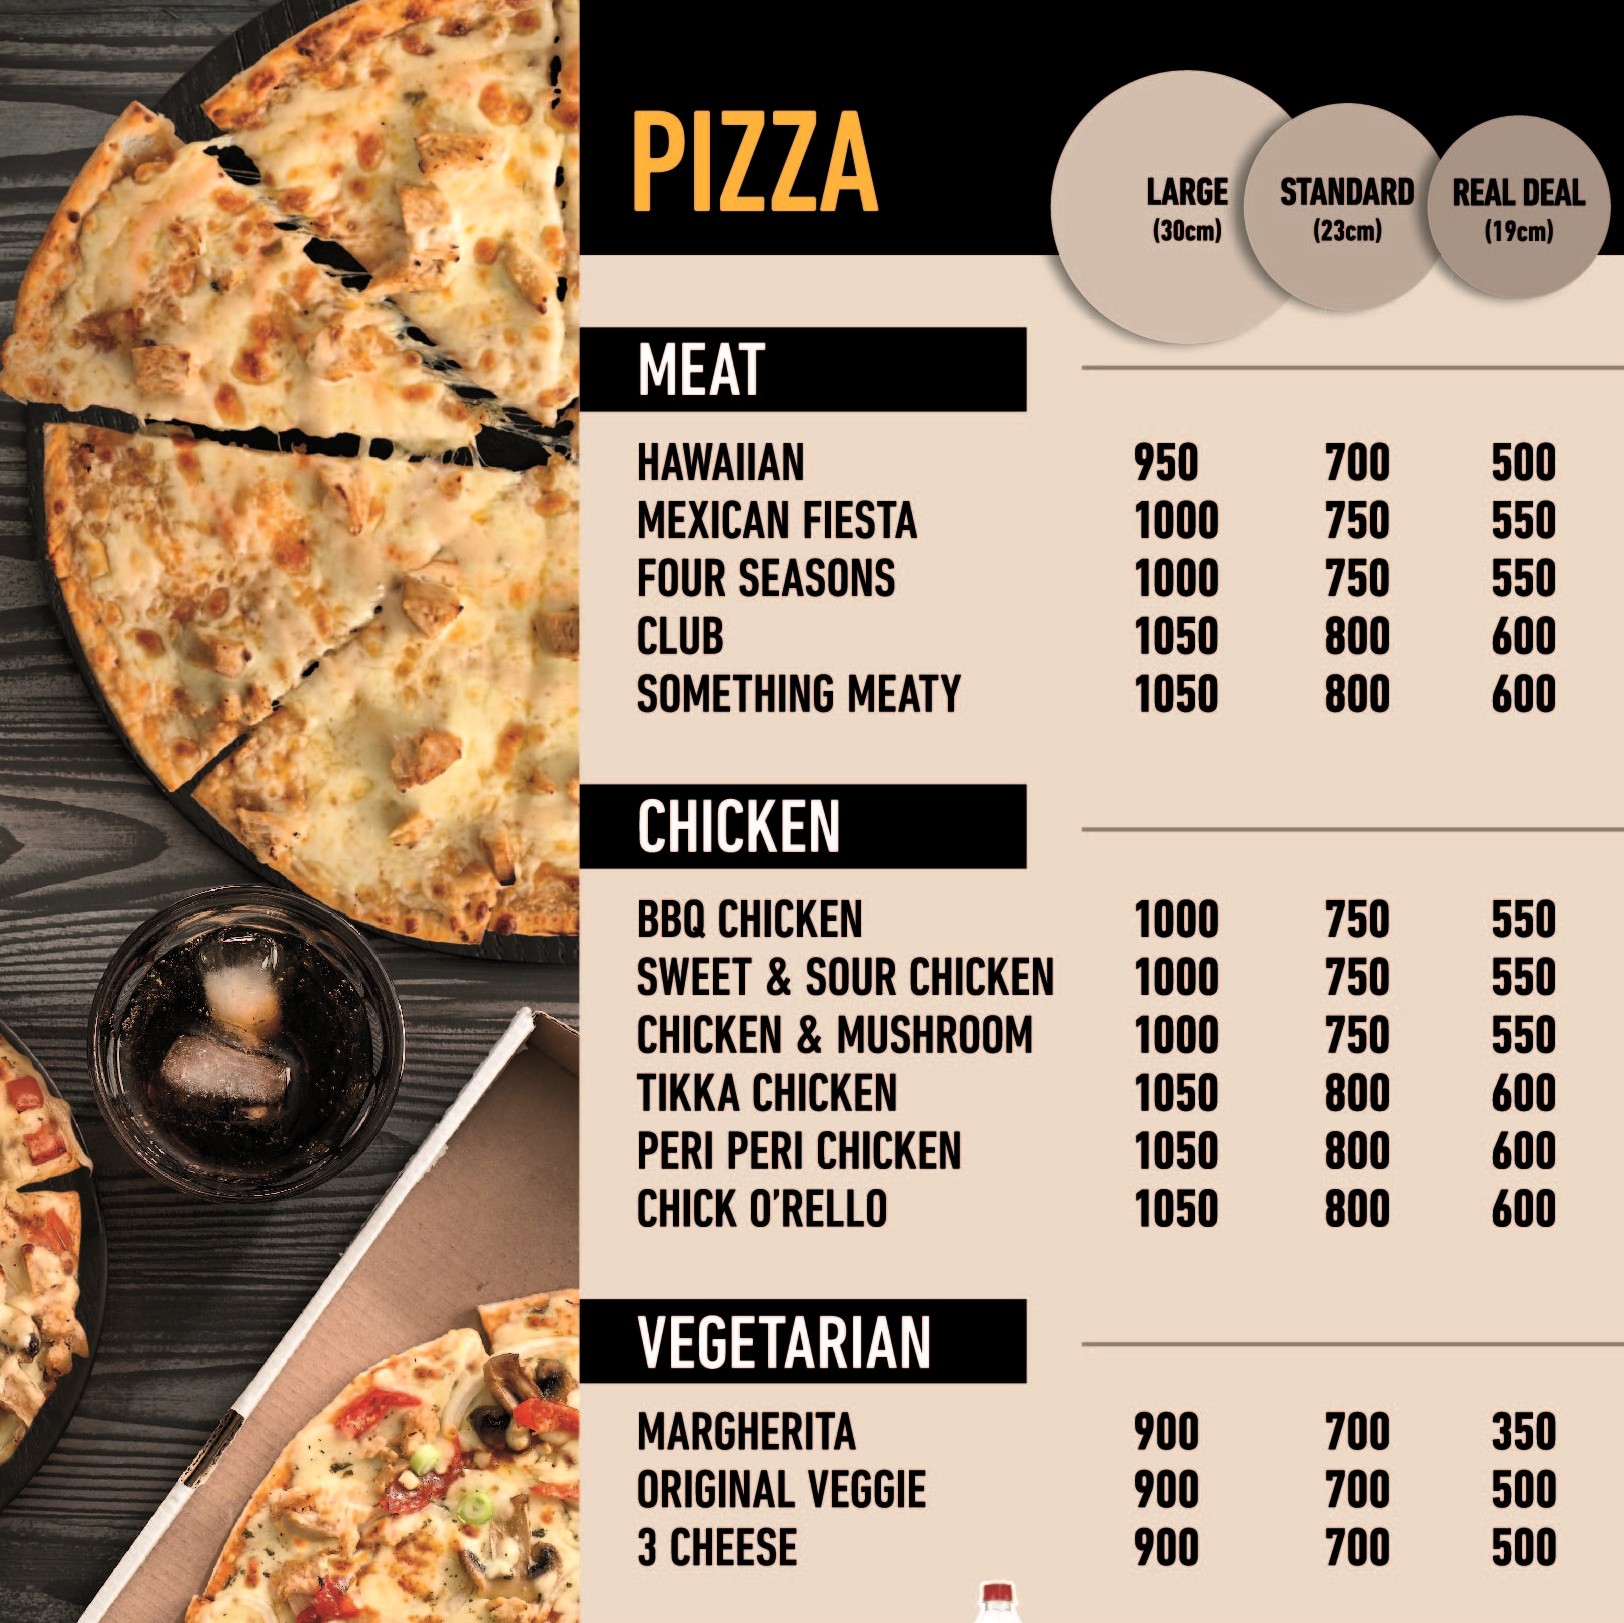 PIZZA
LARGE STANDARD REAL DEAL
(30cm) (23cm) (19cm)
MEAT
HAWAIIAN 950 700 500
MEXICAN FIESTA 1000 750 550
FOUR SEASONS 1000 750 550
CLUB 1050 800 600
SOMETHING MEATY 1050 800 600
CHICKEN
BBQ CHICKEN 1000 750 550
SWEET & SOUR CHICKEN 1000 750 550
CHICKEN & MUSHROOM 1000 750 550
TIKKA CHICKEN 1050 800 600
PERI PERI CHICKEN 1050 800 600
CHICK O'RELLO 1050 800 600
VEGETARIAN
MARGHERITA 900 700 350
ORIGINAL VEGGIE 900 700 500
3 CHEESE 900 700 500